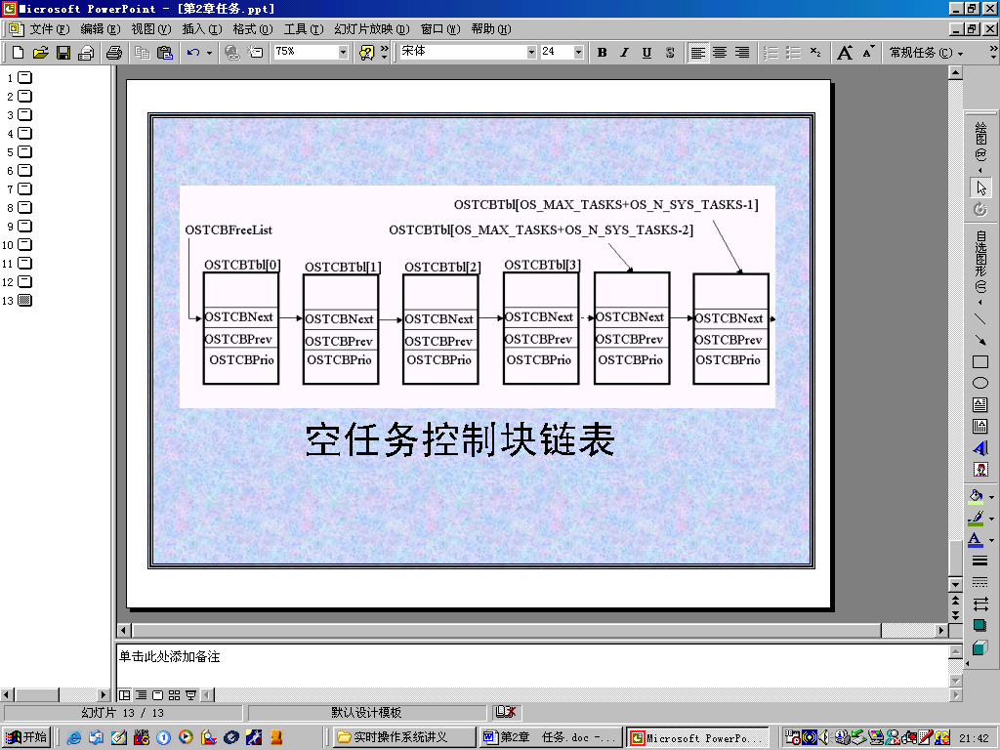 Microsoft PowerPoint - [第2章任务.ppt]
文件(F) 编辑(E) 视图(V) 插入(I) 格式(O) 工具(T) 幻灯片放映(D) 窗口(W) 帮助(H)
75% 宋体 24 B I U S 常规任务(C)
1
2
3
4
5
6
7
8
9
10
11
12
13
OSTCBTbl[OS_MAX_TASKS+OS_N_SYS_TASKS-1]
OSTCBFreeList OSTCBTbl[OS_MAX_TASKS+OS_N_SYS_TASKS-2]
OSTCBTbl[0] OSTCBTbl[1] OSTCBTbl[2] OSTCBTbl[3]
OSTCBNext OSTCBNext OSTCBNext OSTCBNext OSTCBNext OSTCBNext
OSTCBPrev OSTCBPrev OSTCBPrev OSTCBPrev OSTCBPrev OSTCBPrev
OSTCBPrio OSTCBPrio OSTCBPrio OSTCBPrio OSTCBPrio OSTCBPrio
空任务控制块链表
绘图
自选图形
单击此处添加备注
幻灯片 13 / 13 默认设计模板
开始 实时操作系统讲义 第2章 任务.doc -... Microsoft PowerPo... 21:42